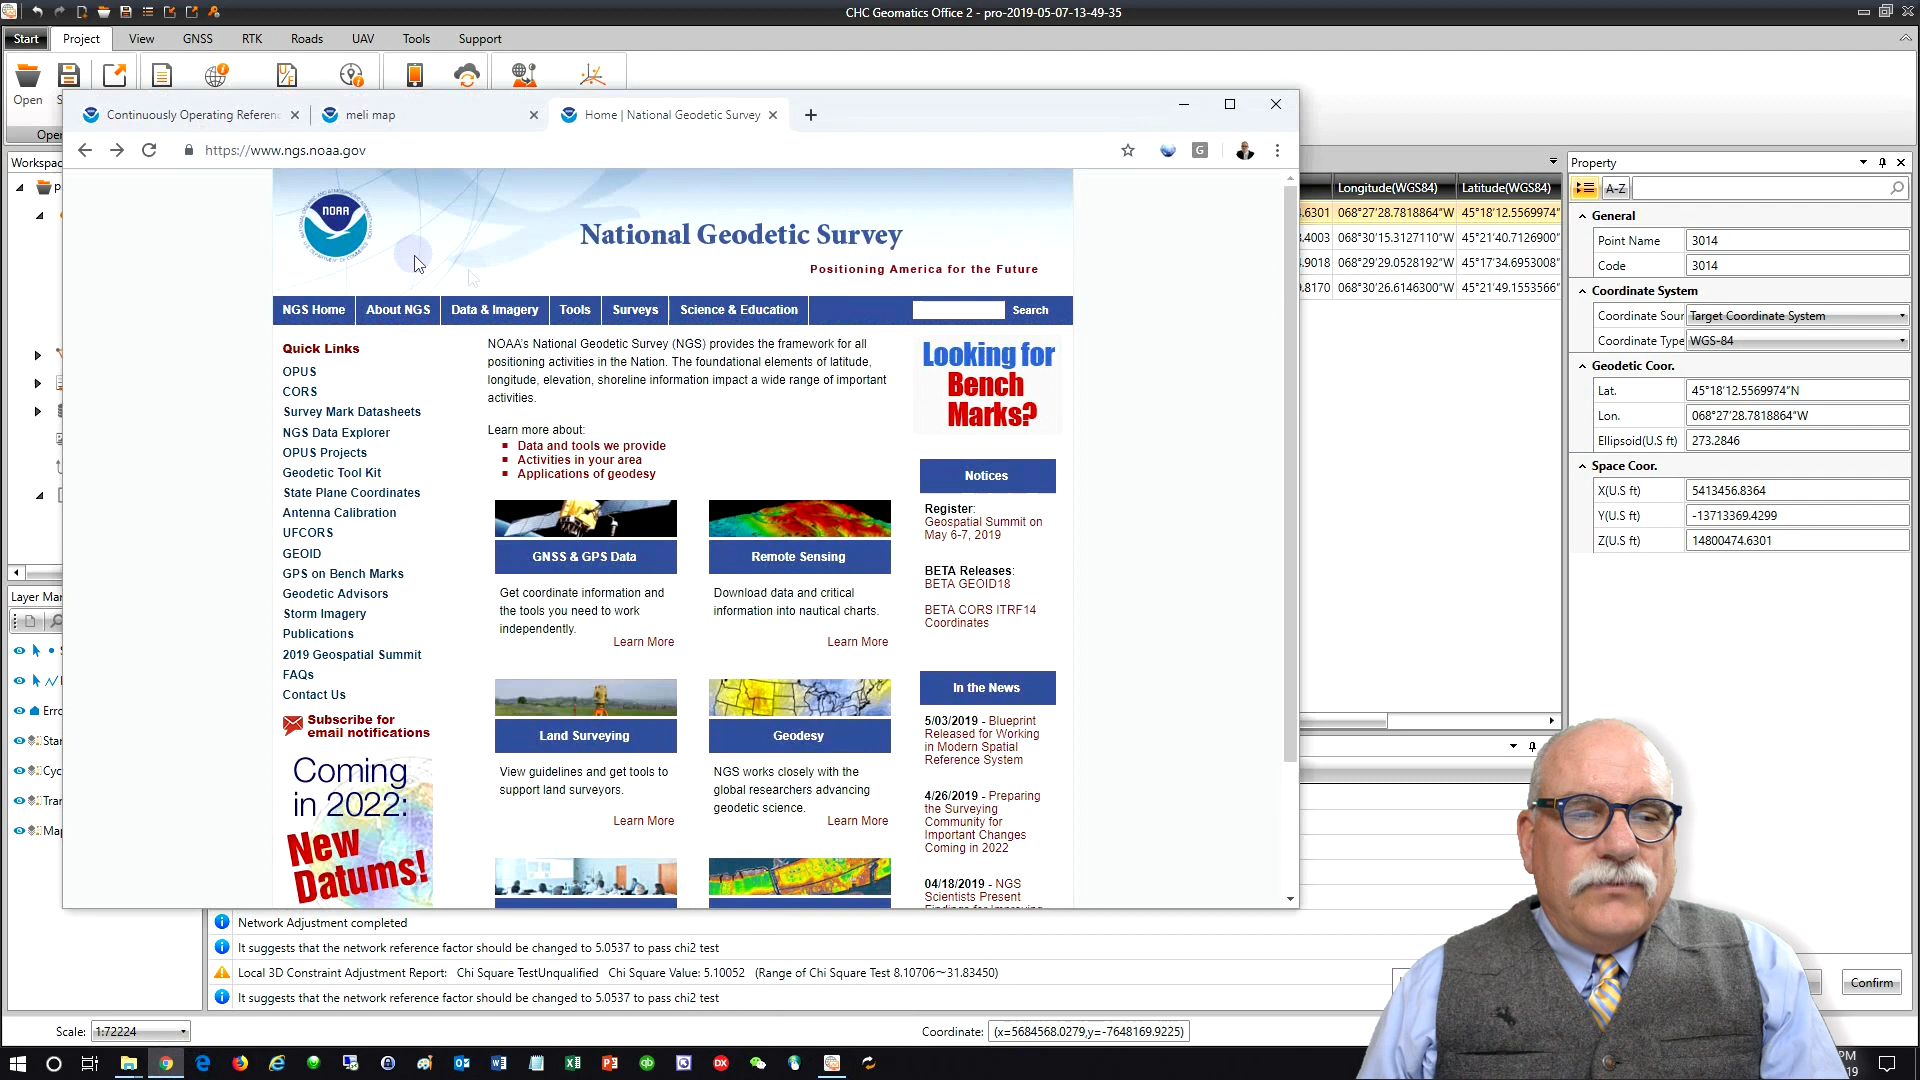 CHC Geomatics Office 2 - pro-2019-05-07-13-49-35
Start Project View GNSS RTK Roads UAV Tools Support
Open
Continuously Operating Referen
meli map
Home | National Geodetic Survey
https://www.ngs.noaa.gov
G
Workspac
Layer Mar
Erro
Star
Cyc
Trar
Map
NOAA
National Geodetic Survey
Positioning America for the Future
NGS Home About NGS Data & Imagery Tools Surveys Science & Education Search
Quick Links
OPUS
CORS
Survey Mark Datasheets
NGS Data Explorer
OPUS Projects
Geodetic Tool Kit
State Plane Coordinates
Antenna Calibration
UFCORS
GEOID
GPS on Bench Marks
Geodetic Advisors
Storm Imagery
Publications
2019 Geospatial Summit
FAQs
Contact Us
Subscribe for
email notifications
Coming
in 2022:
New
Datums!
NOAA's National Geodetic Survey (NGS) provides the framework for all
positioning activities in the Nation. The foundational elements of latitude,
longitude, elevation, shoreline information impact a wide range of important
activities.
Learn more about:
Data and tools we provide
Activities in your area
Applications of geodesy
GNSS & GPS Data
Get coordinate information and
the tools you need to work
independently.
Learn More
Remote Sensing
Download data and critical
information into nautical charts.
Learn More
Land Surveying
View guidelines and get tools to
support land surveyors.
Learn More
Geodesy
NGS works closely with the
global researchers advancing
geodetic science.
Learn More
Looking for
Bench
Marks?
Notices
Register:
Geospatial Summit on
May 6-7, 2019
BETA Releases:
BETA GEOID18
BETA CORS ITRF14
Coordinates
In the News
5/03/2019 - Blueprint
Released for Working
in Modern Spatial
Reference System
4/26/2019 - Preparing
the Surveying
Community for
Important Changes
Coming in 2022
04/18/2019 - NGS
Scientists Present
Longitude(WGS84) Latitude(WGS84)
.6301 068°27'28.7818864"W 45°18'12.5569974"
.4003 068°30'15.3127110"W 45°21'40.7126900"
.9018 068°29'29.0528192"W 45°17'34.6953008"
.8170 068°30'26.6146300"W 45°21'49.1553566"
Property
A-Z
General
Point Name 3014
Code 3014
Coordinate System
Coordinate Sour Target Coordinate System
Coordinate Type WGS-84
Geodetic Coor.
Lat. 45°18'12.5569974"N
Lon. 068°27'28.7818864"W
Ellipsoid(U.S ft) 273.2846
Space Coor.
X(U.S ft) 5413456.8364
Y(U.S ft) -13713369.4299
Z(U.S ft) 14800474.6301
Network Adjustment completed
It suggests that the network reference factor should be changed to 5.0537 to pass chi2 test
Local 3D Constraint Adjustment Report: Chi Square TestUnqualified Chi Square Value: 5.10052 (Range of Chi Square Test 8.10706～31.83450)
It suggests that the network reference factor should be changed to 5.0537 to pass chi2 test
Confirm
Scale: 1:72224
Coordinate: (x=5684568.0279,y=-7648169.9225)
PM
19